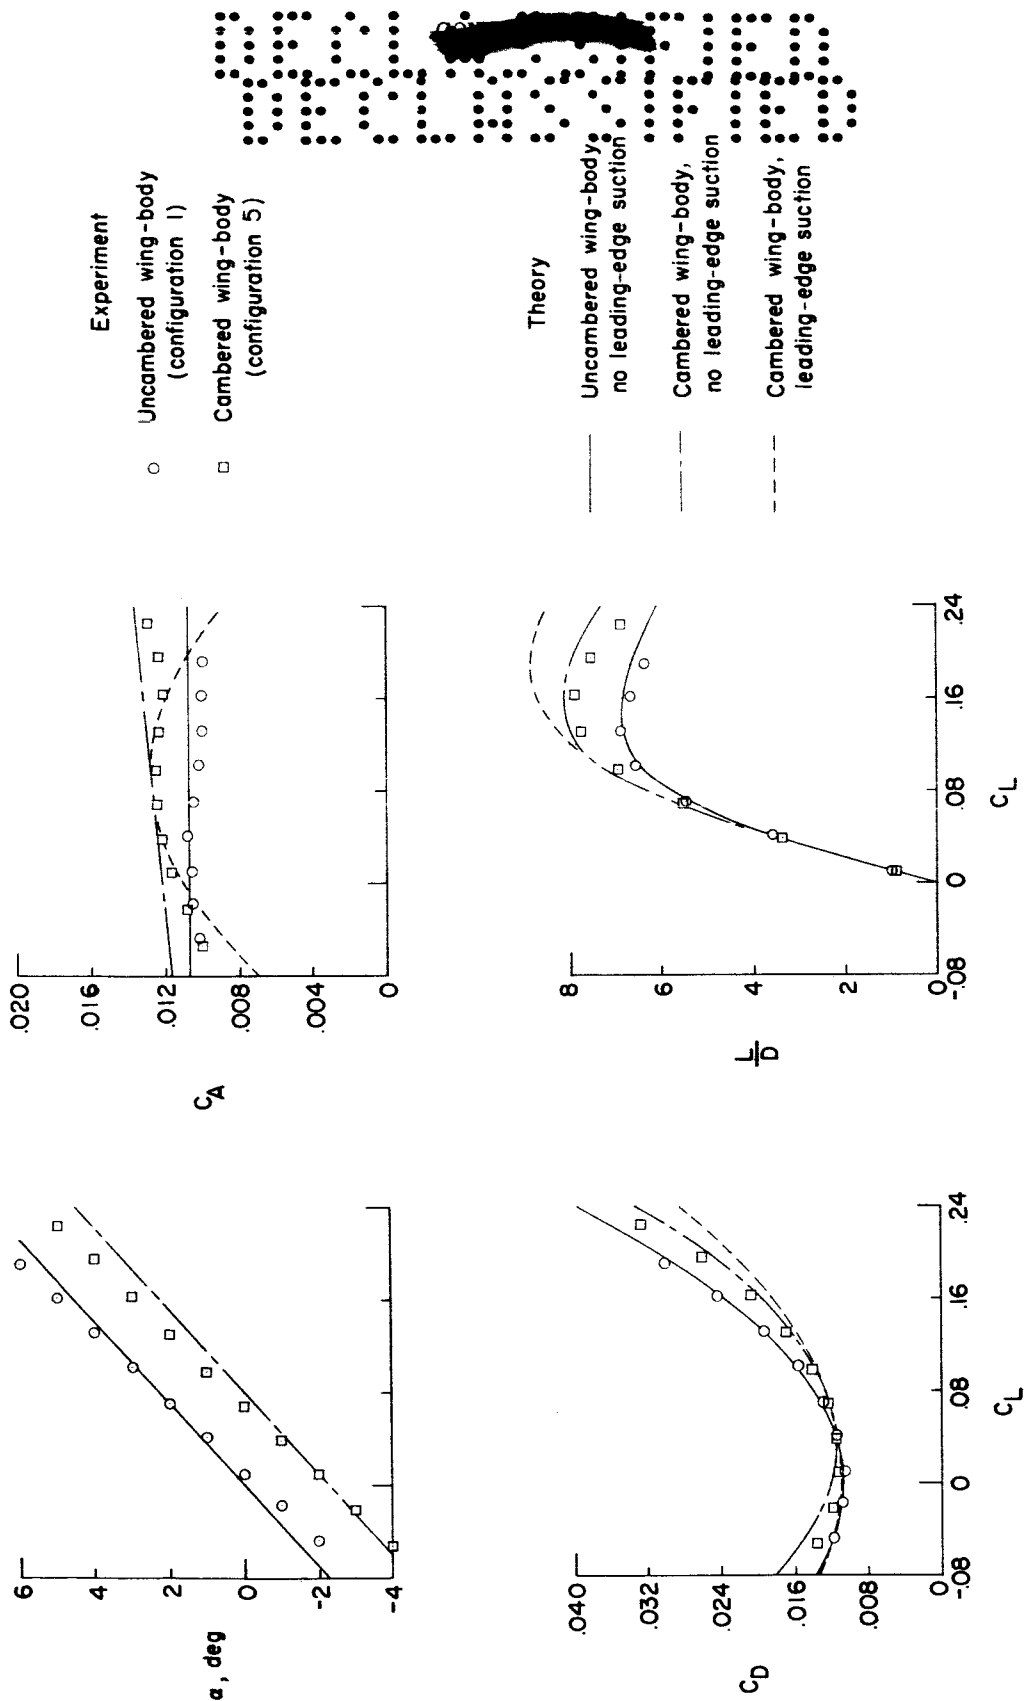 DECLASSIFIED
DECLASSIFIED
Experiment
Uncambered wing-body
(configuration 1)
Cambered wing-body
(configuration 5)
Theory
Uncambered wing-body,
no leading-edge suction
Cambered wing-body,
no leading-edge suction
Cambered wing-body,
leading-edge suction
6
4
2
0
-2
-4
α, deg
.020
.016
.012
.008
.004
0
C_A
.040
.032
.024
.016
.008
0
C_D
-.08
0
.08
.16
.24
C_L
8
6
4
2
0
L
D
-.08
0
.08
.16
.24
C_L